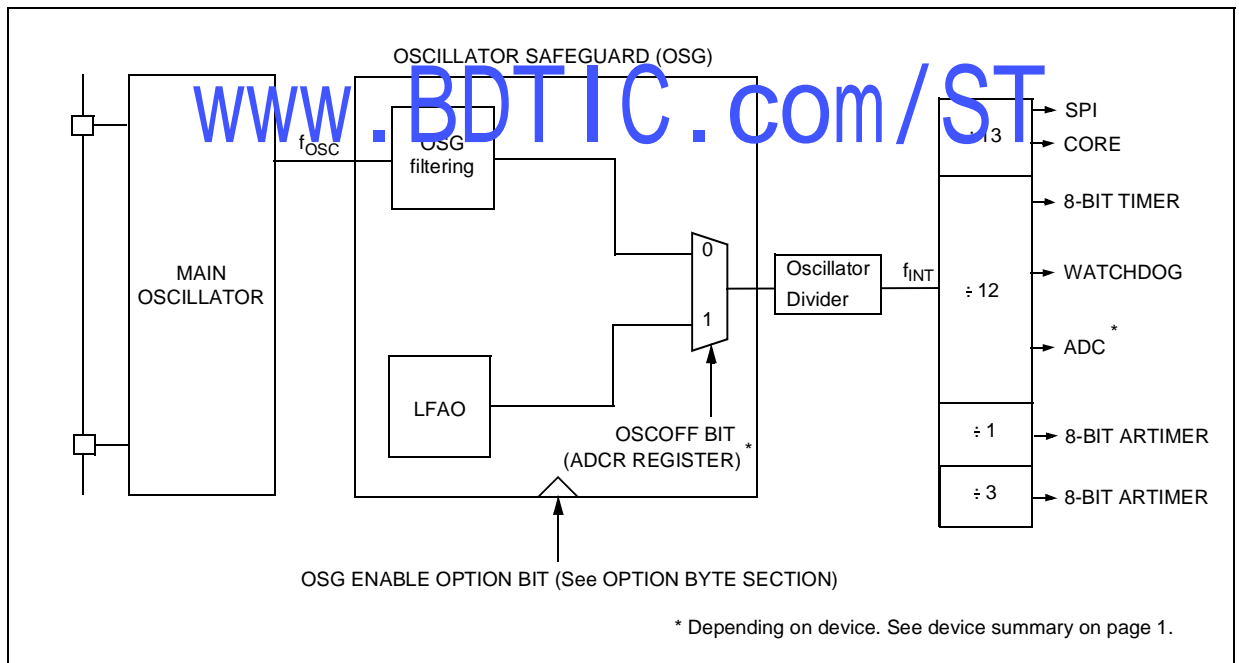 OSCILLATOR SAFEGUARD (OSG)
www.BDTIC.com/ST
MAIN
OSCILLATOR
fOSC
OSG
filtering
LFAO
0
1
OSCOFF BIT
(ADCR REGISTER) *
OSG ENABLE OPTION BIT (See OPTION BYTE SECTION)
Oscillator
Divider
fINT
÷ 13
SPI
CORE
÷ 12
8-BIT TIMER
WATCHDOG
ADC *
÷ 1
8-BIT ARTIMER
÷ 3
8-BIT ARTIMER
* Depending on device. See device summary on page 1.